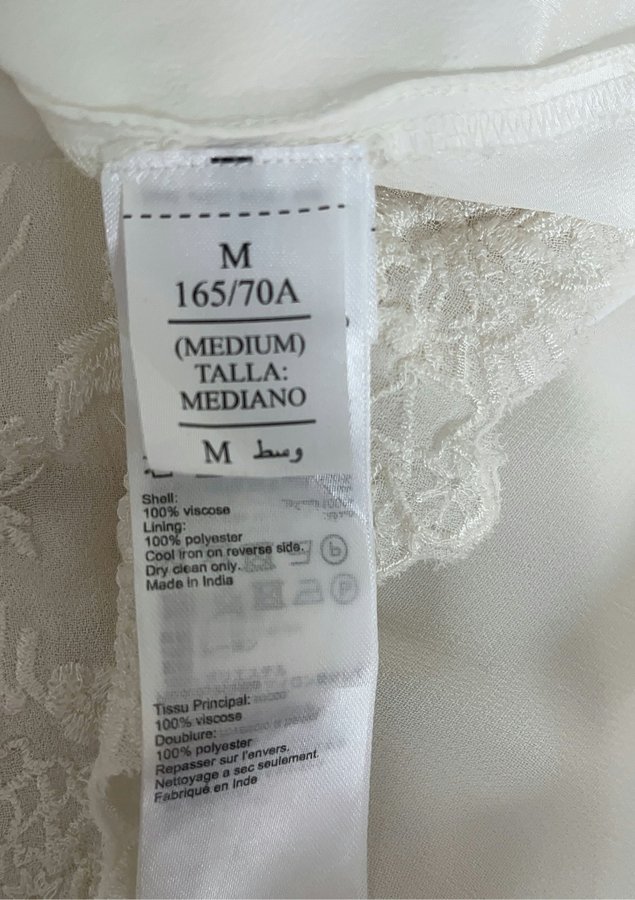 M
165/70A
(MEDIUM)
TALLA:
MEDIANO
M وسط
Shell:
100% viscose
Lining:
100% polyester
Cool iron on reverse side.
Dry clean only.
Made in India
Tissu Principal:
100% viscose
Doublure:
100% polyester
Repasser sur l'envers.
Nettoyage a sec seulement.
Fabriqué en Inde